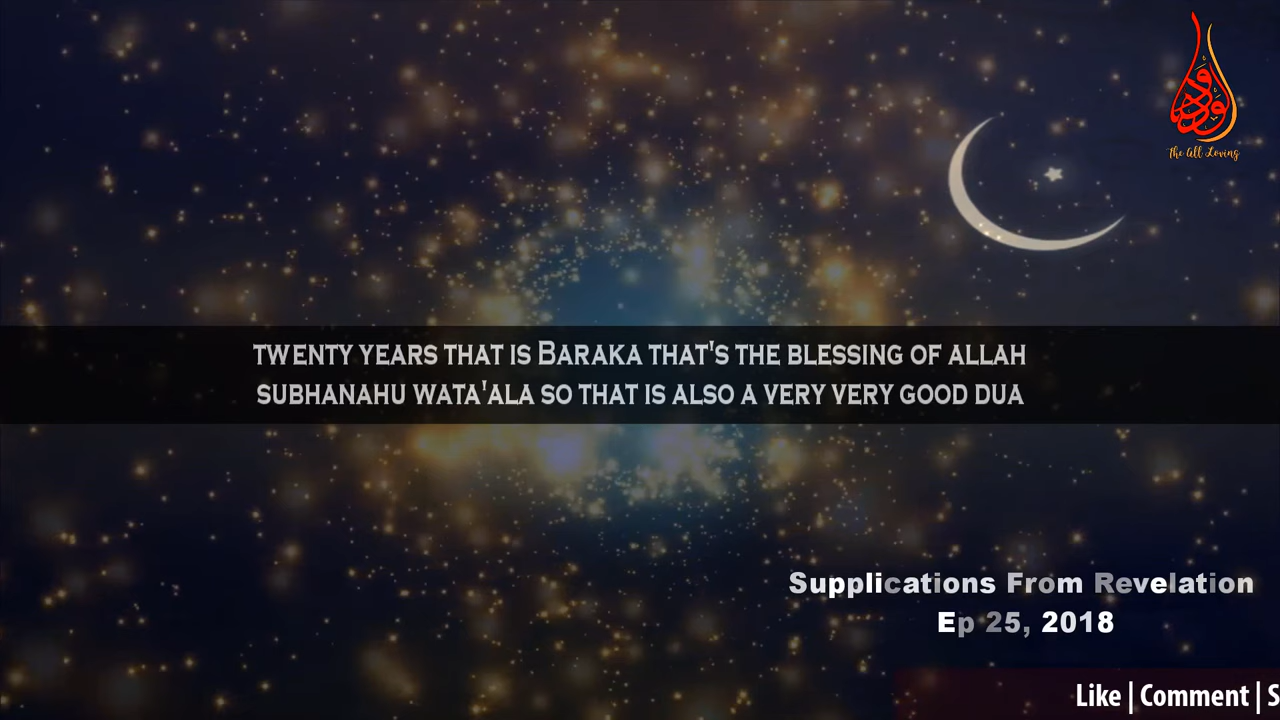 The All Loving
TWENTY YEARS THAT IS BARAKA THAT'S THE BLESSING OF ALLAH
SUBHANAHU WATA'ALA SO THAT IS ALSO A VERY VERY GOOD DUA
Supplications From Revelation
Ep 25, 2018
Like | Comment | S